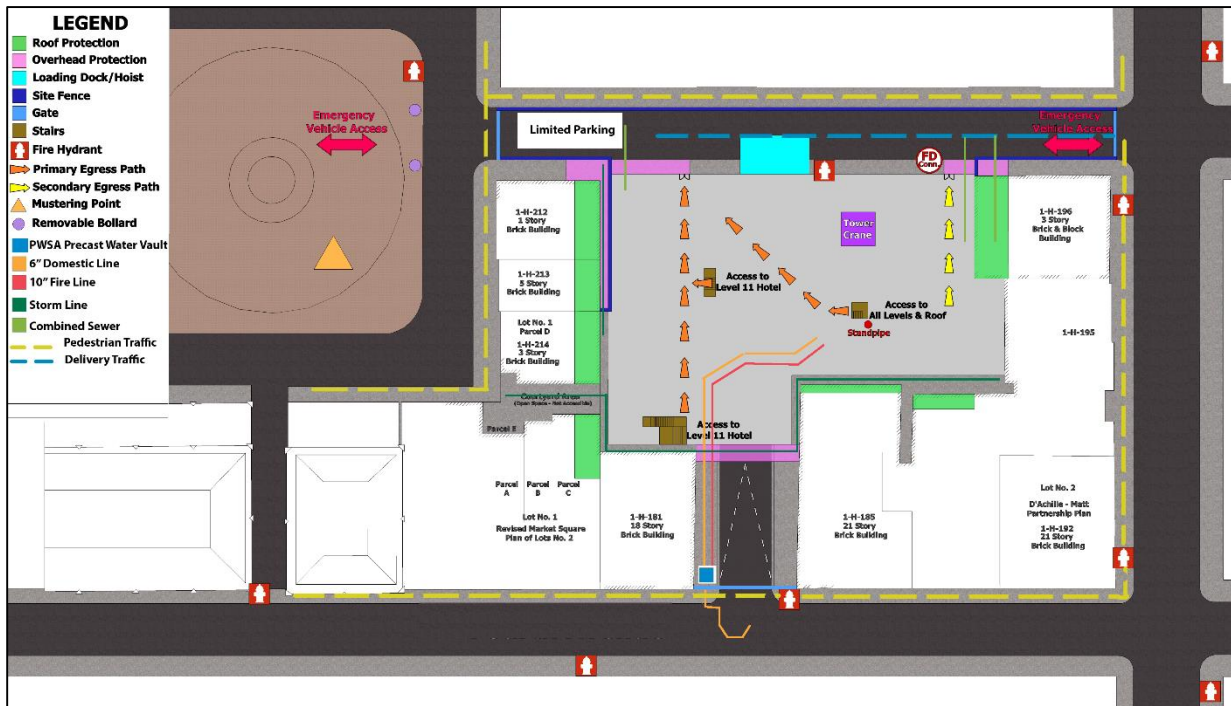 LEGEND
Roof Protection
Overhead Protection
Loading Dock/Hoist
Site Fence
Gate
Stairs
Fire Hydrant
Primary Egress Path
Secondary Egress Path
Mustering Point
Removable Bollard
PWSA Precast Water Vault
6" Domestic Line
10" Fire Line
Storm Line
Combined Sewer
Pedestrian Traffic
Delivery Traffic
Emergency
Vehicle Access
Limited Parking
Emergency
Vehicle Access
FD
Conn.
1-H-212
1 Story
Brick Building
1-H-213
5 Story
Brick Building
Lot No. 1
Parcel D
1-H-214
3 Story
Brick Building
Tower
Crane
Access to
Level 11 Hotel
Access to
All Levels & Roof
Standpipe
1-H-196
3 Story
Brick & Block
Building
1-H-195
Courtyard Area
(Open Space - Not Accessible)
Parcel E
Access to
Level 11 Hotel
Parcel
A
Parcel
B
Parcel
C
Lot No. 1
Revised Market Square
Plan of Lots No. 2
1-H-181
18 Story
Brick Building
1-H-185
21 Story
Brick Building
Lot No. 2
D'Achille - Matt
Partnership Plan
1-H-192
21 Story
Brick Building